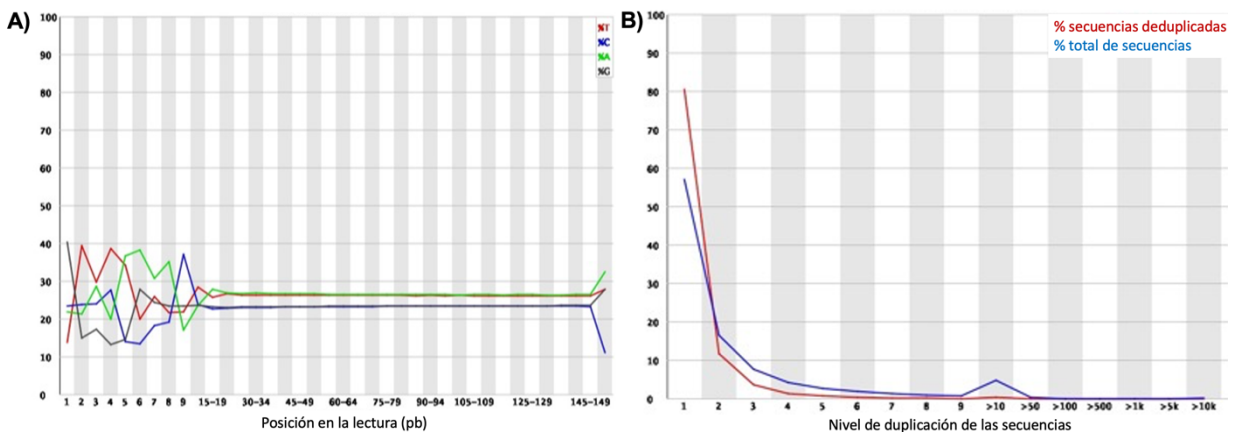 A)
100
90
80
70
60
50
40
30
20
10
0
%T
%C
%A
%G
1 2 3 4 5 6 7 8 9 15-19 30-34 45-49 60-64 75-79 90-94 105-109 125-129 145-149
Posición en la lectura (pb)
B)
100
90
80
70
60
50
40
30
20
10
0
% secuencias deduplicadas
% total de secuencias
1 2 3 4 5 6 7 8 9 >10 >50 >100 >500 >1k >5k >10k
Nivel de duplicación de las secuencias